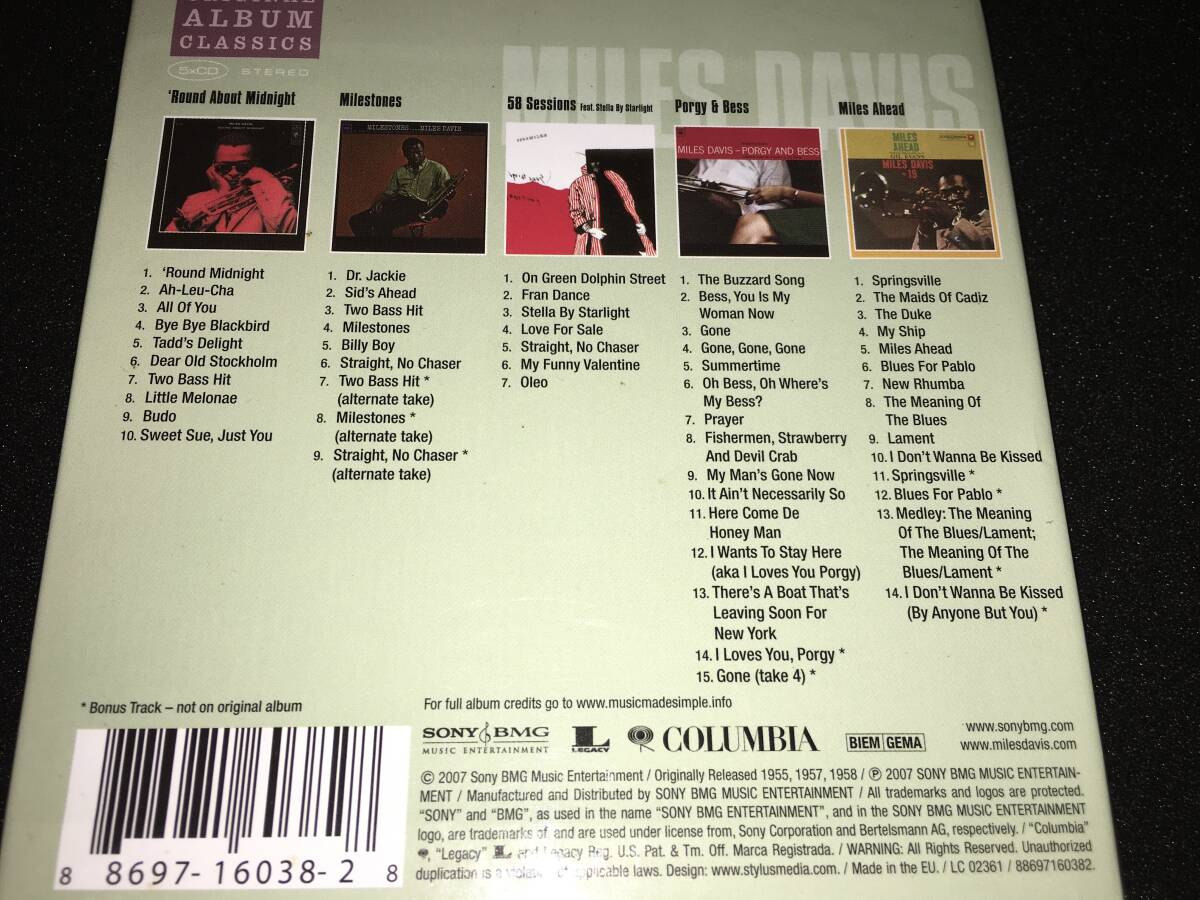 ORIGINAL
ALBUM
CLASSICS
5xCD STEREO
MILES DAVIS
'Round About Midnight
1. 'Round Midnight
2. Ah-Leu-Cha
3. All Of You
4. Bye Bye Blackbird
5. Tadd's Delight
6. Dear Old Stockholm
7. Two Bass Hit
8. Little Melonae
9. Budo
10. Sweet Sue, Just You
Milestones
MILESTONES...MILES DAVIS
1. Dr. Jackie
2. Sid's Ahead
3. Two Bass Hit
4. Milestones
5. Billy Boy
6. Straight, No Chaser
7. Two Bass Hit *
(alternate take)
8. Milestones *
(alternate take)
9. Straight, No Chaser *
(alternate take)
58 Sessions Feat. Stella By Starlight
1. On Green Dolphin Street
2. Fran Dance
3. Stella By Starlight
4. Love For Sale
5. Straight, No Chaser
6. My Funny Valentine
7. Oleo
Porgy & Bess
MILES DAVIS – PORGY AND BESS
1. The Buzzard Song
2. Bess, You Is My
Woman Now
3. Gone
4. Gone, Gone, Gone
5. Summertime
6. Oh Bess, Oh Where's
My Bess?
7. Prayer
8. Fishermen, Strawberry
And Devil Crab
9. My Man's Gone Now
10. It Ain't Necessarily So
11. Here Come De
Honey Man
12. I Wants To Stay Here
(aka I Loves You Porgy)
13. There's A Boat That's
Leaving Soon For
New York
14. I Loves You, Porgy *
15. Gone (take 4) *
Miles Ahead
MILES
AHEAD
MILES DAVIS
+19
1. Springsville
2. The Maids Of Cadiz
3. The Duke
4. My Ship
5. Miles Ahead
6. Blues For Pablo
7. New Rhumba
8. The Meaning Of
The Blues
9. Lament
10. I Don't Wanna Be Kissed
11. Springsville *
12. Blues For Pablo *
13. Medley: The Meaning
Of The Blues/Lament;
The Meaning Of The
Blues/Lament *
14. I Don't Wanna Be Kissed
(By Anyone But You) *
* Bonus Track – not on original album
For full album credits go to www.musicmadesimple.info
SONY BMG
MUSIC ENTERTAINMENT
LEGACY
COLUMBIA
BIEM GEMA
www.sonybmg.com
www.milesdavis.com
© 2007 Sony BMG Music Entertainment / Originally Released 1955, 1957, 1958 / ℗ 2007 SONY BMG MUSIC ENTERTAIN-
MENT / Manufactured and Distributed by SONY BMG MUSIC ENTERTAINMENT / All trademarks and logos are protected.
"SONY" and "BMG", as used in the name "SONY BMG ENTERTAINMENT", and in the SONY BMG MUSIC ENTERTAINMENT
logo, are trademarks of, and are used under license from, Sony Corporation and Bertelsmann AG, respectively. / "Columbia"
, "Legacy" and Legacy Reg. U.S. Pat. & Tm. Off. Marca Registrada. / WARNING: All Rights Reserved. Unauthorized
duplication is a violation of applicable laws. Design: www.stylusmedia.com. / Made in the EU. / LC 02361 / 88697160382.
8 8697-16038-2 8